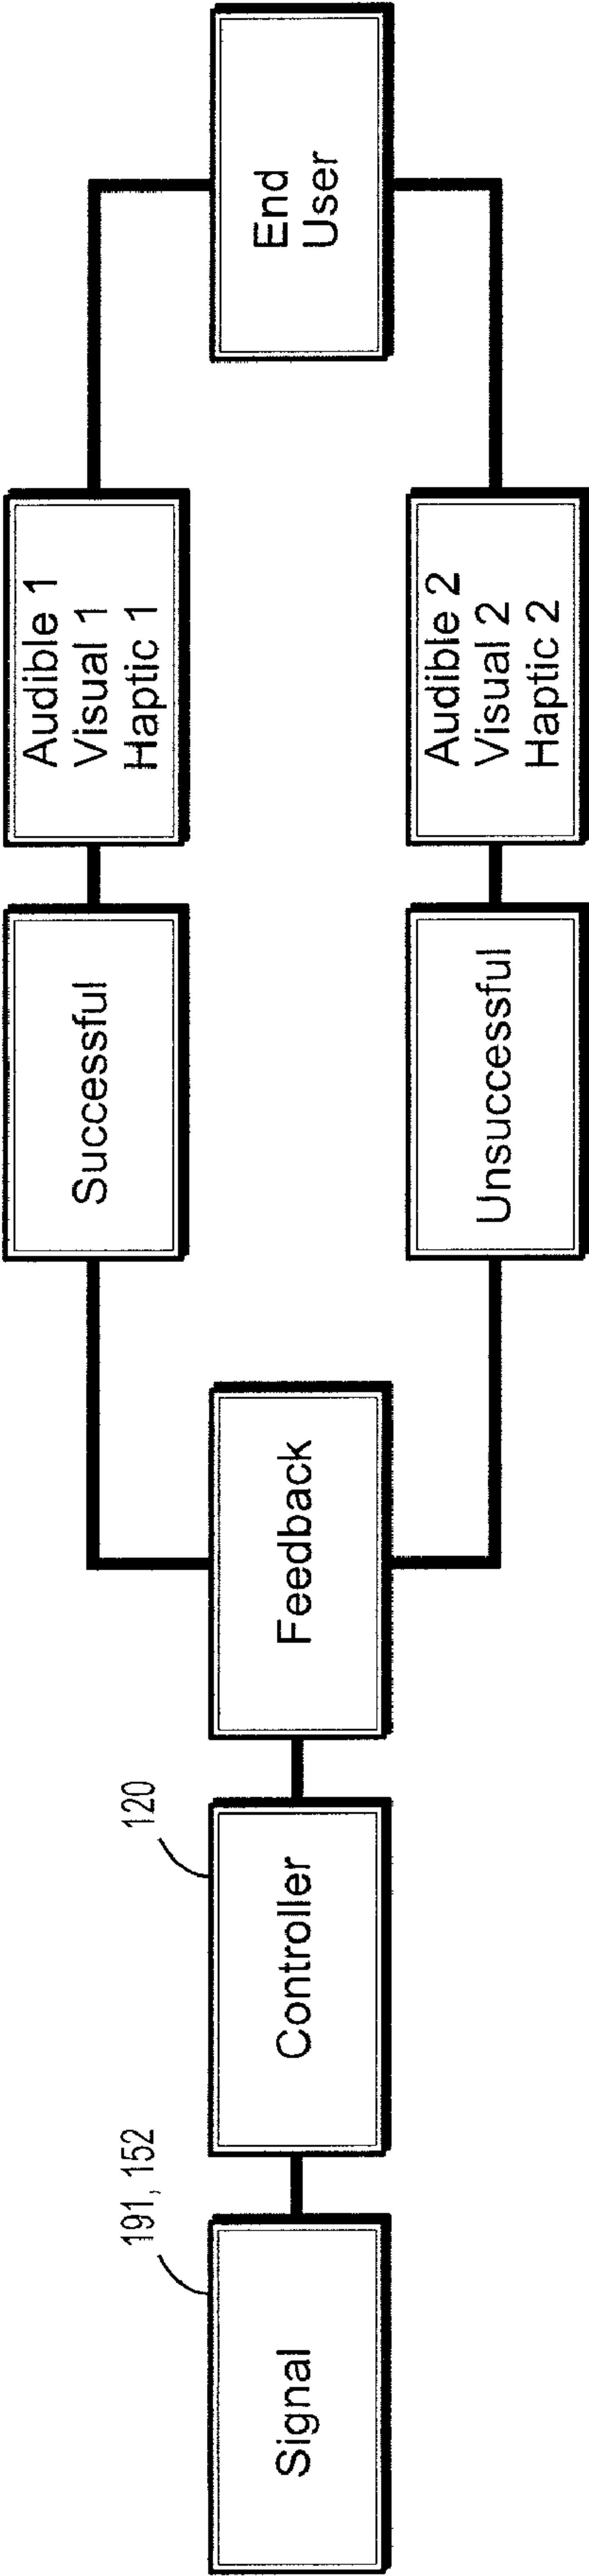 191, 152
Signal
120
Controller
Feedback
Successful
Audible 1
Visual 1
Haptic 1
Unsuccessful
Audible 2
Visual 2
Haptic 2
End
User